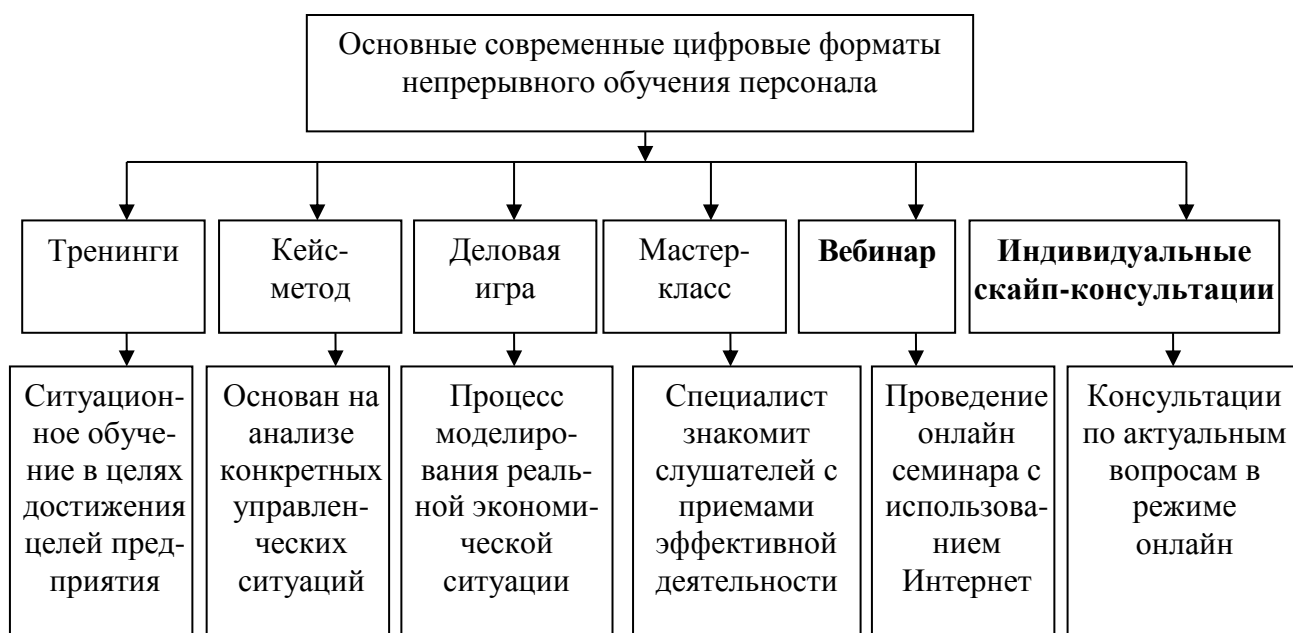 Основные современные цифровые форматы
непрерывного обучения персонала
Тренинги
Кейс-
метод
Деловая
игра
Мастер-
класс
Вебинар
Индивидуальные
скайп-консультации
Ситуацион-
ное обуче-
ние в целях
достижения
целей пред-
приятия
Основан на
анализе
конкретных
управлен-
ческих
ситуаций
Процесс
моделиро-
вания реаль-
ной экономи-
ческой
ситуации
Специалист
знакомит
слушателей с
приемами
эффективной
деятельности
Проведение
онлайн
семинара с
использова-
нием
Интернет
Консультации
по актуальным
вопросам в
режиме
онлайн